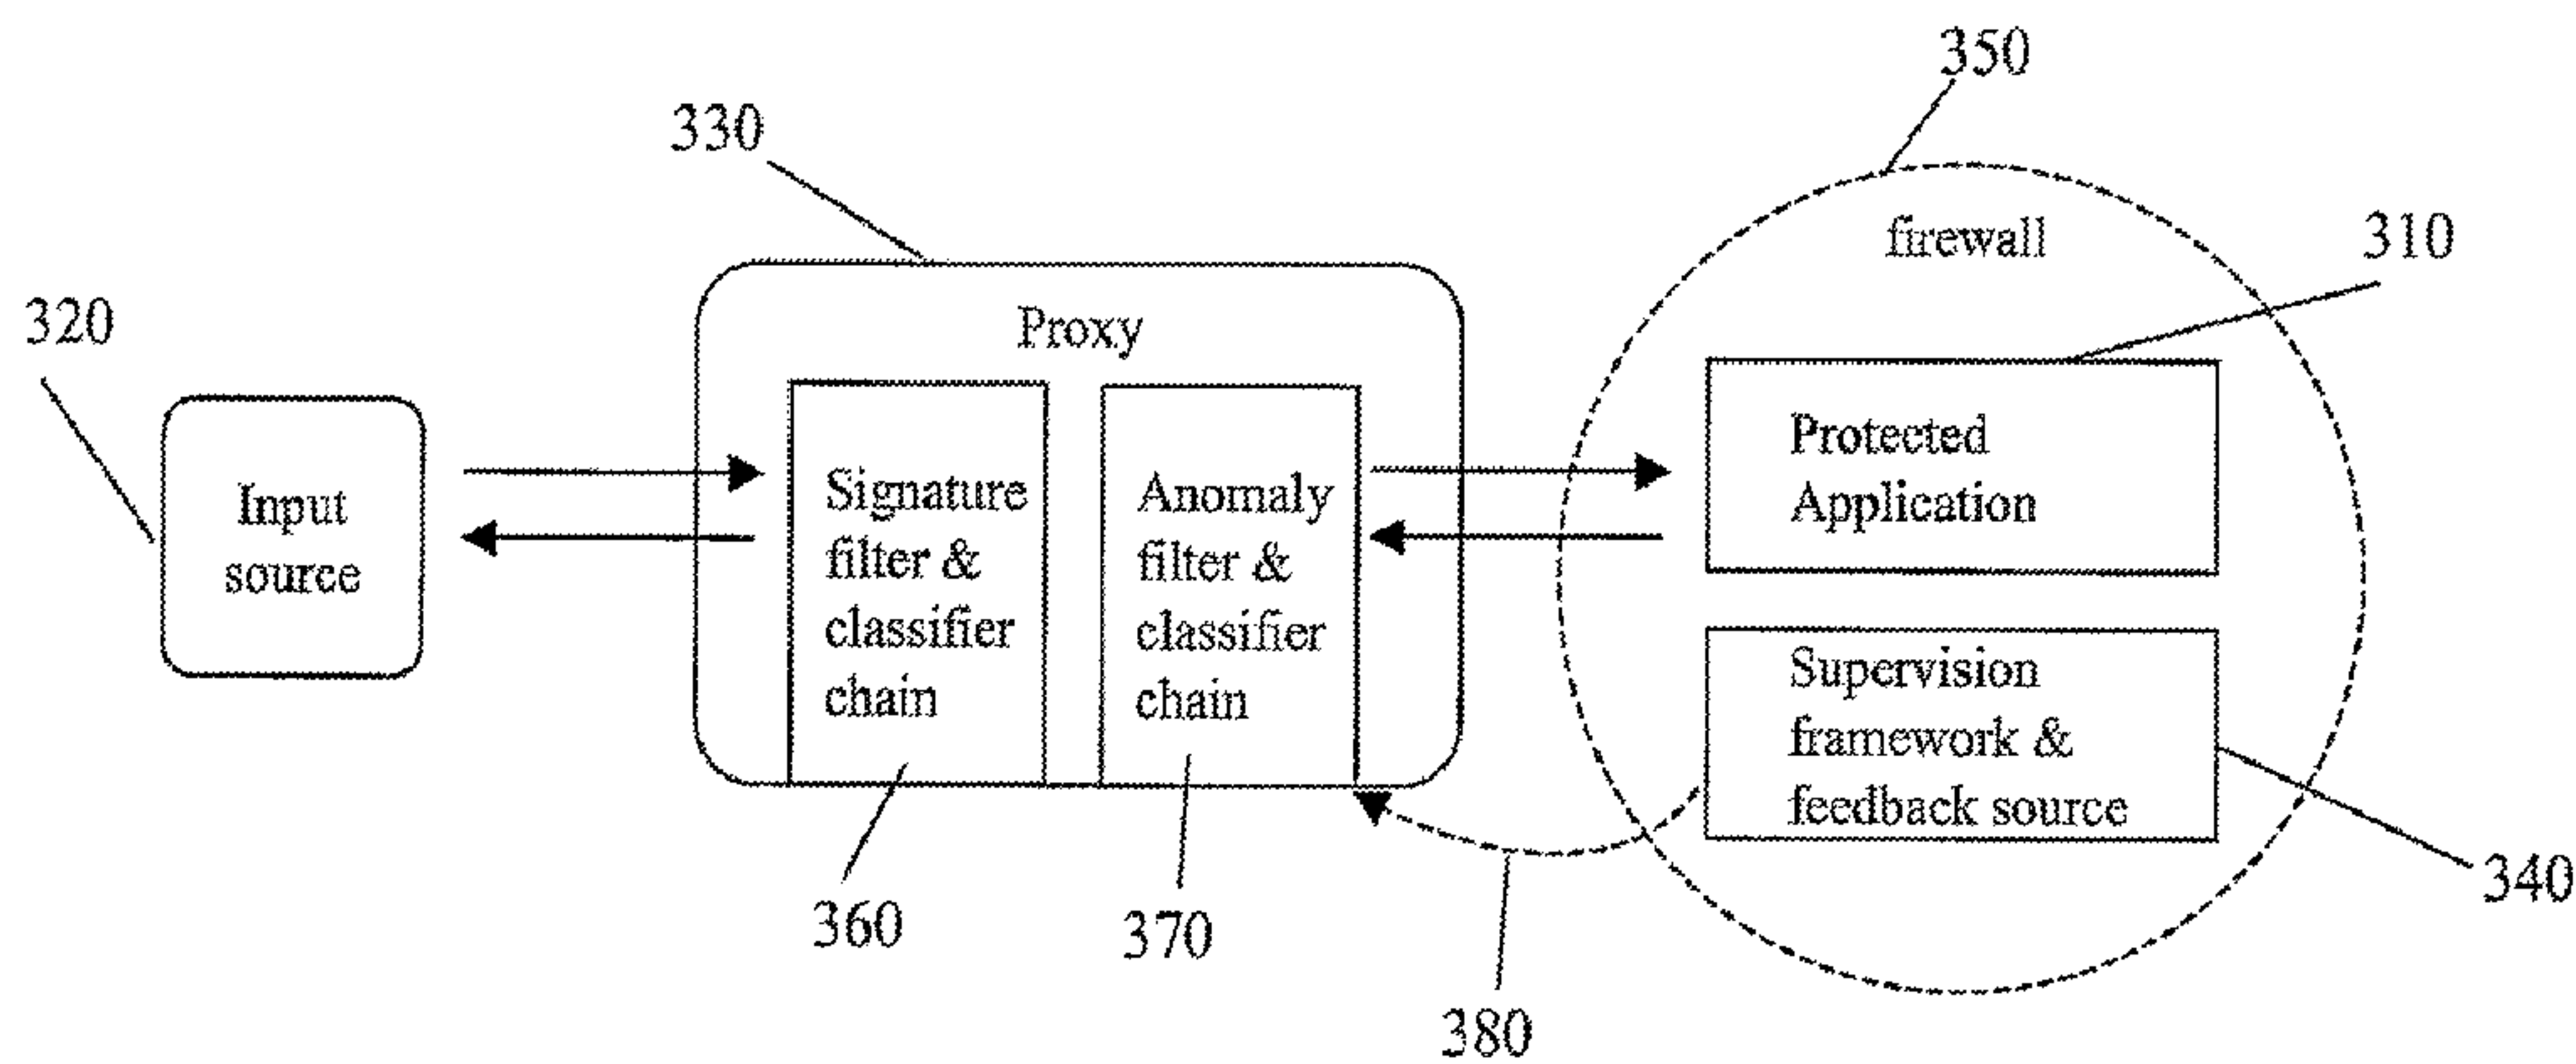 350
330
firewall
310
320
Proxy
Input
source
Signature
filter &
classifier
chain
Anomaly
filter &
classifier
chain
Protected
Application
Supervision
framework &
feedback source
340
360
370
380